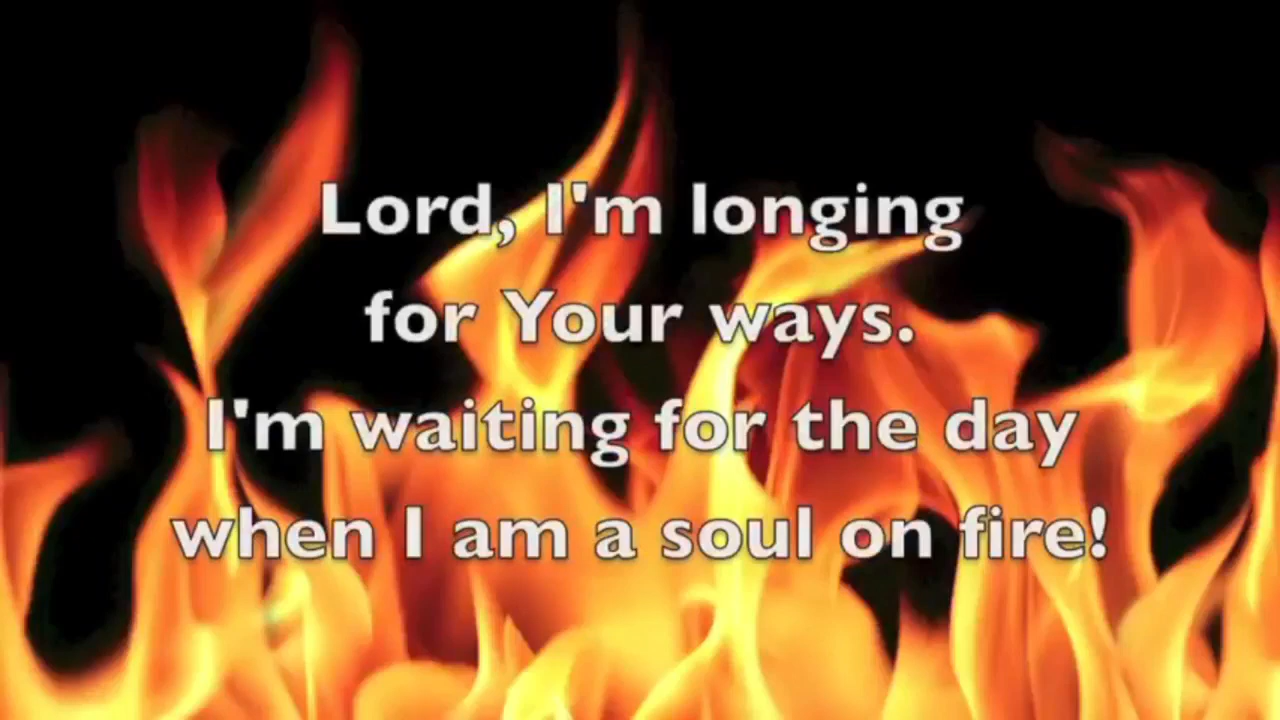 Lord, I'm longing
for Your ways.
I'm waiting for the day
when I am a soul on fire!